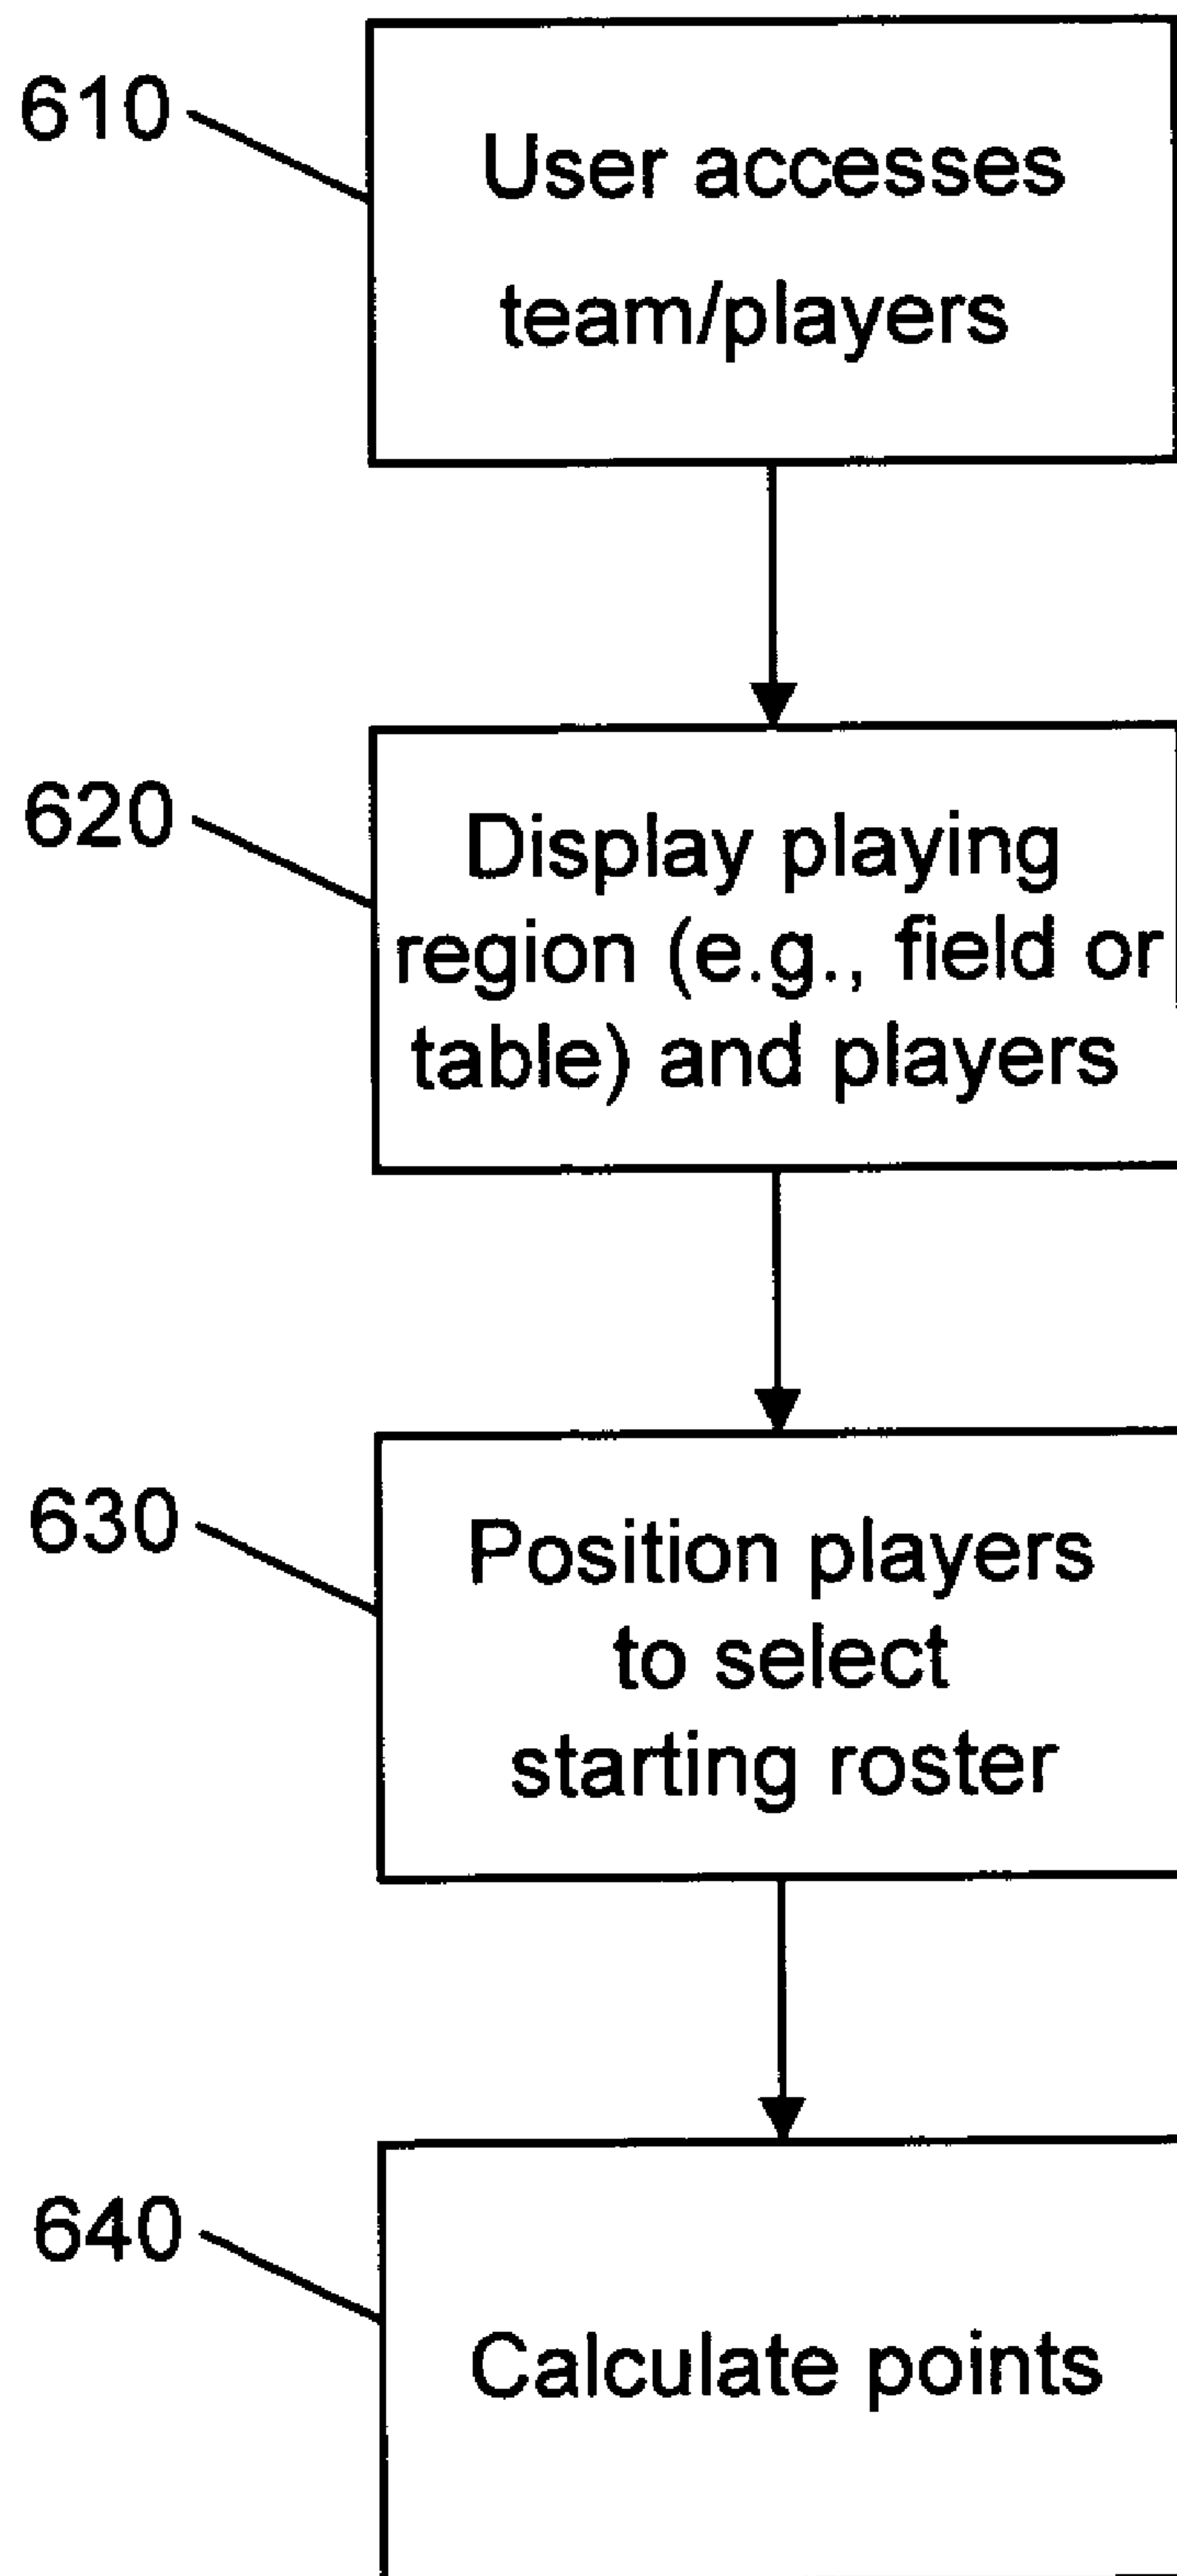 610
User accesses
team/players
620
Display playing
region (e.g., field or
table) and players
630
Position players
to select
starting roster
640
Calculate points